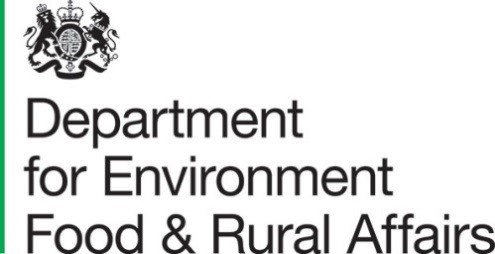 Department
for Environment
Food & Rural Affairs